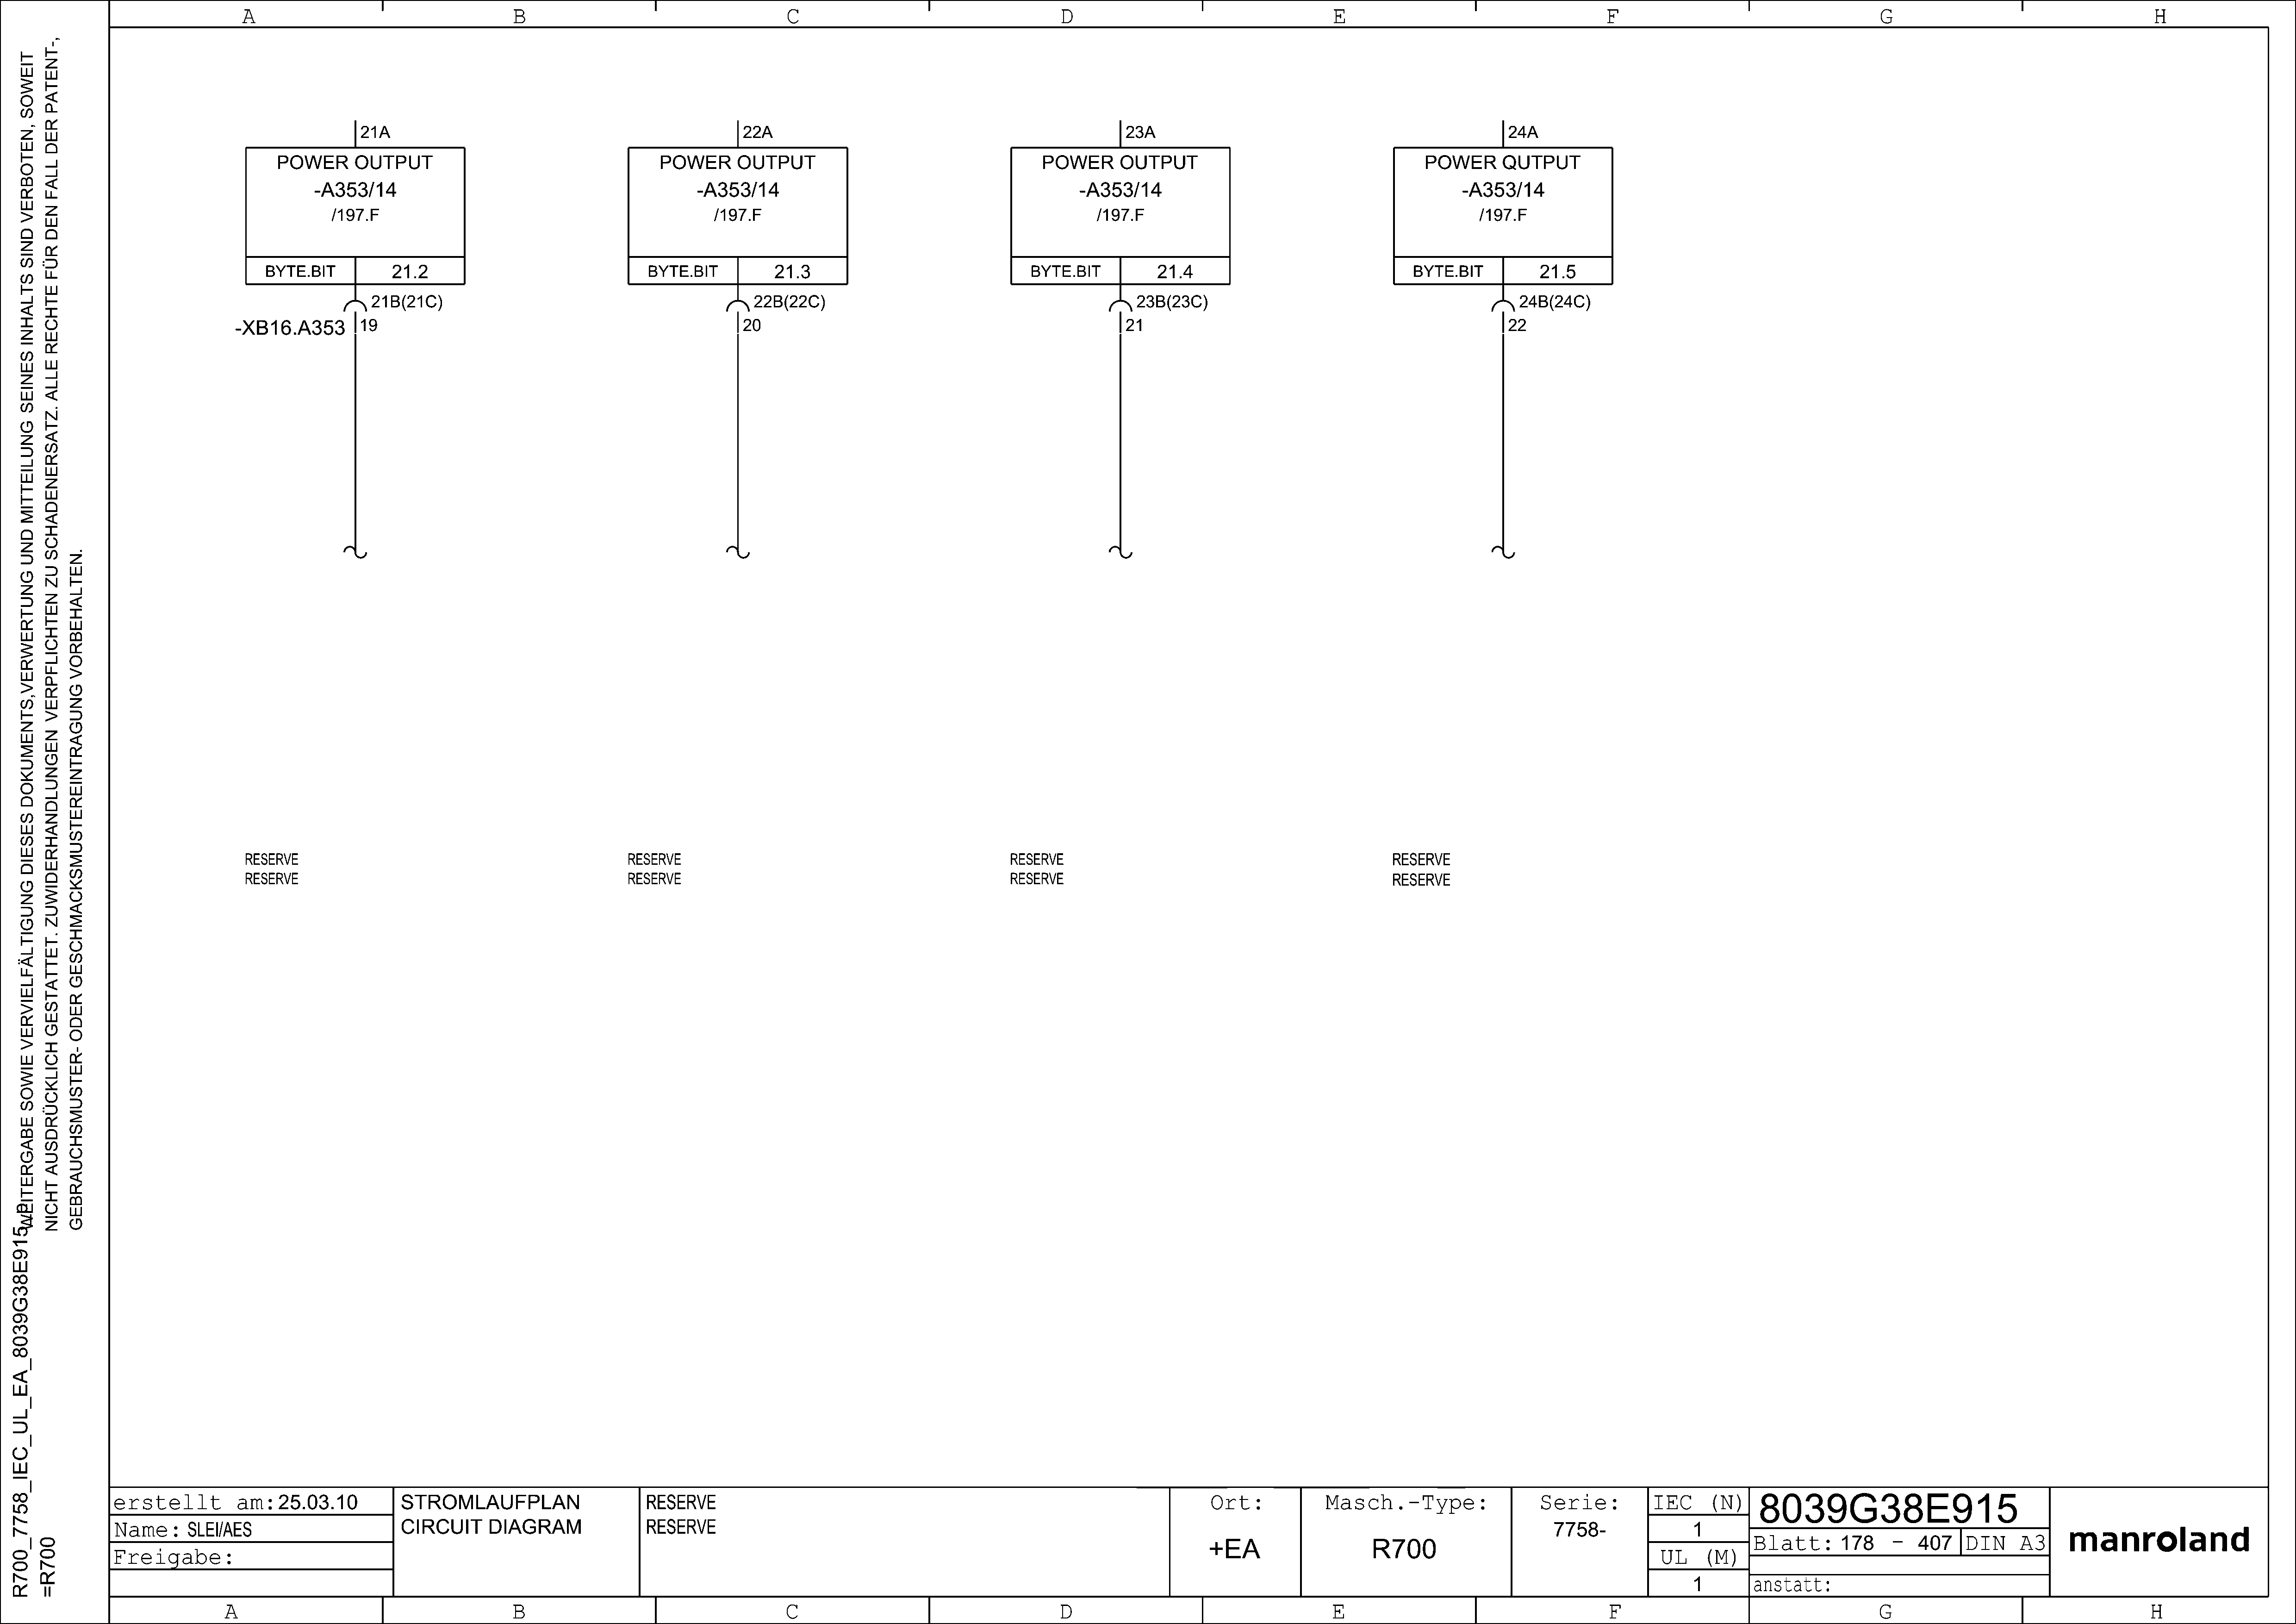 A B C D E F G H
21A 22A 23A 24A
POWER OUTPUT POWER OUTPUT POWER OUTPUT POWER QUTPUT
-A353/14 -A353/14 -A353/14 -A353/14
/197.F /197.F /197.F /197.F
BYTE.BIT 21.2 BYTE.BIT 21.3 BYTE.BIT 21.4 BYTE.BIT 21.5
21B(21C) 22B(22C) 23B(23C) 24B(24C)
-XB16.A353 19 20 21 22
RESERVE RESERVE RESERVE RESERVE
RESERVE RESERVE RESERVE RESERVE
WEITERGABE SOWIE VERVIELFÄLTIGUNG DIESES DOKUMENTS,VERWERTUNG UND MITTEILUNG SEINES INHALTS SIND VERBOTEN, SOWEIT
NICHT AUSDRÜCKLICH GESTATTET. ZUWIDERHANDLUNGEN VERPFLICHTEN ZU SCHADENERSATZ. ALLE RECHTE FÜR DEN FALL DER PATENT-,
GEBRAUCHSMUSTER- ODER GESCHMACKSMUSTEREINTRAGUNG VORBEHALTEN.
=R700
erstellt am: 25.03.10
Name: SLEI/AES
Freigabe:
STROMLAUFPLAN
CIRCUIT DIAGRAM
RESERVE
RESERVE
Ort:
+EA
Masch.-Type:
R700
Serie:
7758-
IEC (N)
1
UL (M)
1
8039G38E915
Blatt: 178 - 407 DIN A3
anstatt:
manroland
A B C D E F G H